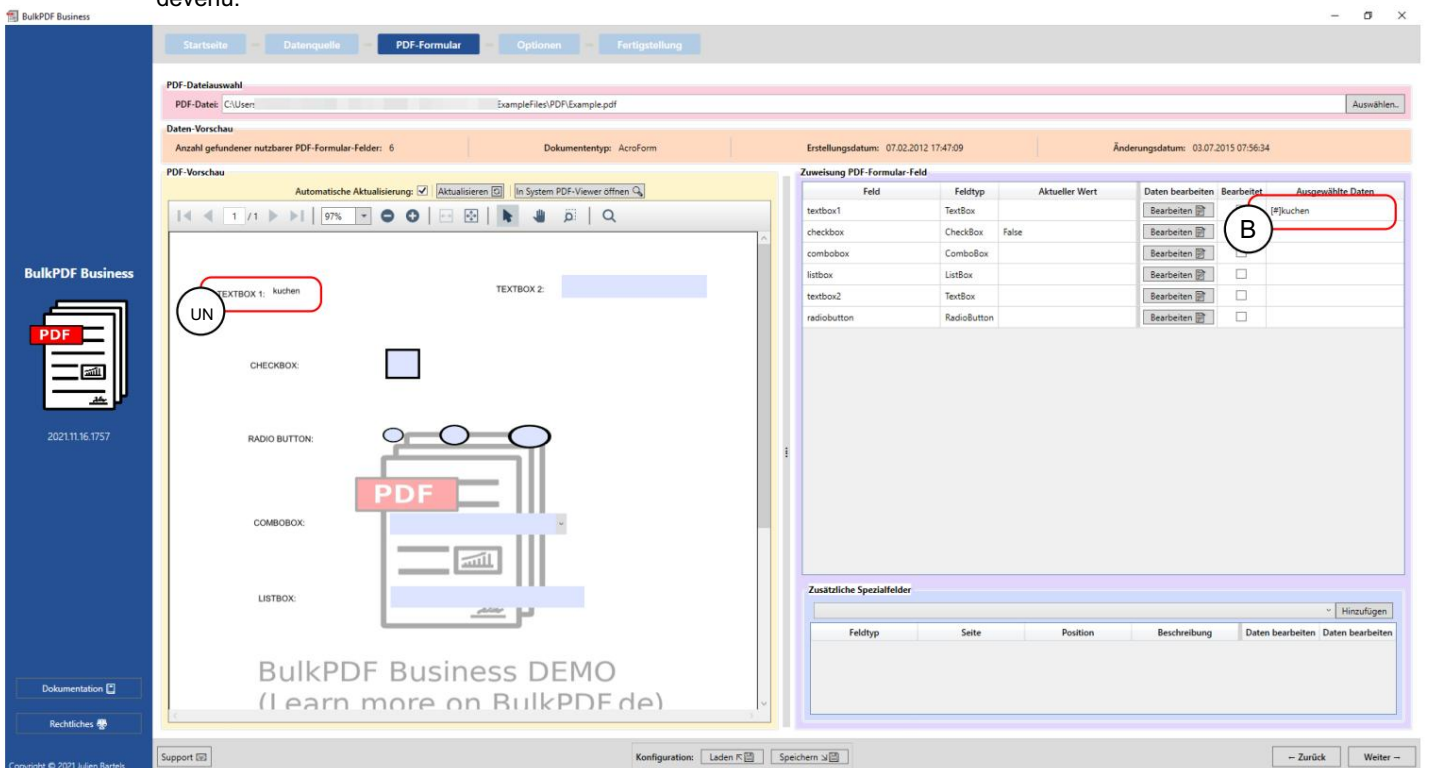 devenu.
BulkPDF Business
Startseite Datenquelle PDF-Formular Optionen Fertigstellung
PDF-Dateiauswahl
PDF-Datei: C:\Users ExampleFiles\PDF\Example.pdf Auswählen..
Daten-Vorschau
Anzahl gefundener nutzbarer PDF-Formular-Felder: 6 Dokumententyp: AcroForm Erstellungsdatum: 07.02.2012 17:47:09 Änderungsdatum: 03.07.2015 07:56:34
PDF-Vorschau
Automatische Aktualisierung: Aktualisieren In System PDF-Viewer öffnen
1 / 1 97%
TEXTBOX 1: kuchen TEXTBOX 2:
UN
CHECKBOX:
RADIO BUTTON:
PDF
COMBOBOX:
LISTBOX:
BulkPDF Business DEMO
(Learn more on BulkPDF.de)
Zuweisung PDF-Formular-Feld
Feld Feldtyp Aktueller Wert Daten bearbeiten Bearbeitet Ausgewählte Daten
textbox1 TextBox Bearbeiten [#]kuchen
B
checkbox CheckBox False Bearbeiten
combobox ComboBox Bearbeiten
listbox ListBox Bearbeiten
textbox2 TextBox Bearbeiten
radiobutton RadioButton Bearbeiten
Zusätzliche Spezialfelder
Hinzufügen
Feldtyp Seite Position Beschreibung Daten bearbeiten Daten bearbeiten
BulkPDF Business
PDF
2021.11.16.1757
Dokumentation
Rechtliches
Copyright © 2021 Julien Bartels
Support Konfiguration: Laden Speichern ← Zurück Weiter →